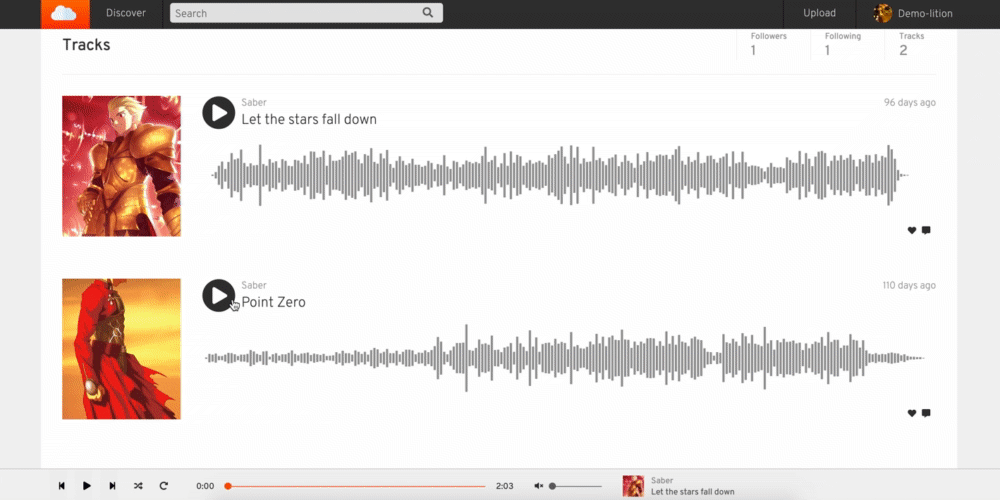 Discover
Search
Upload
Demo-lition
Tracks
Followers
1
Following
1
Tracks
2
Saber
96 days ago
Let the stars fall down
Saber
110 days ago
Point Zero
0:00
2:03
Saber
Let the stars fall down